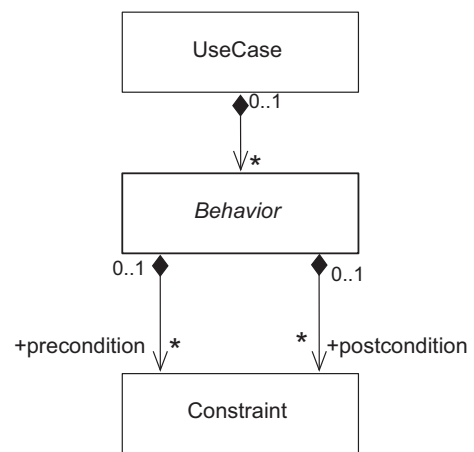 UseCase
0..1
*
Behavior
0..1
0..1
+precondition * * +postcondition
Constraint